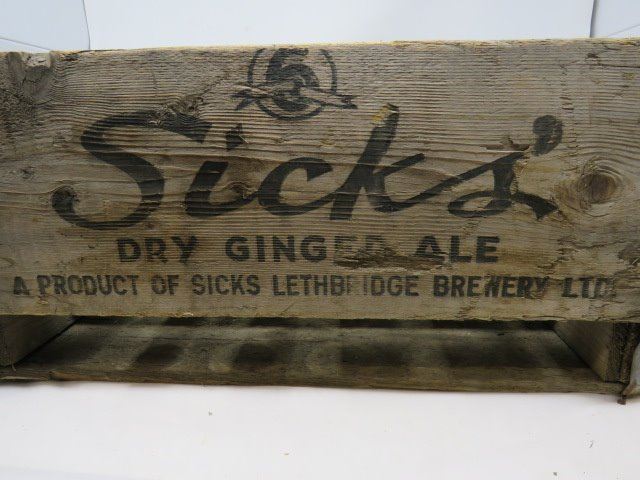 Sicks'
DRY GINGER ALE
A PRODUCT OF SICKS LETHBRIDGE BREWERY LTD